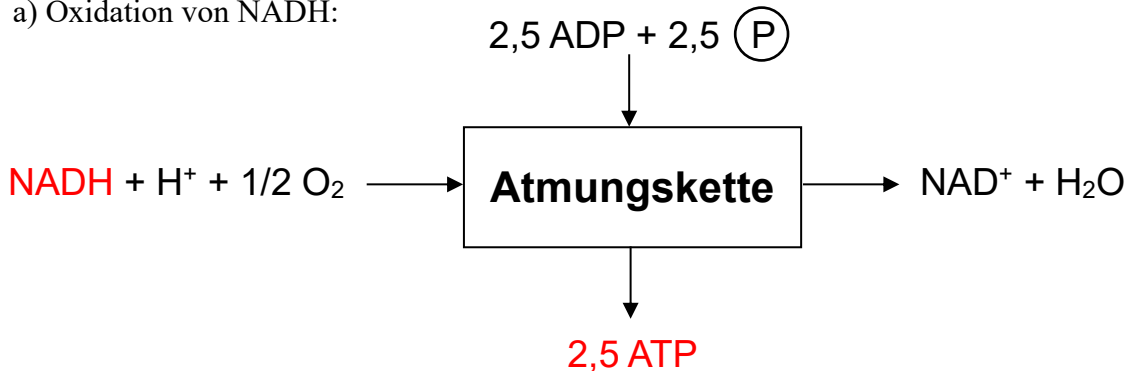 a) Oxidation von NADH:
2,5 ADP + 2,5 P
NADH + H⁺ + 1/2 O₂ Atmungskette NAD⁺ + H₂O
2,5 ATP